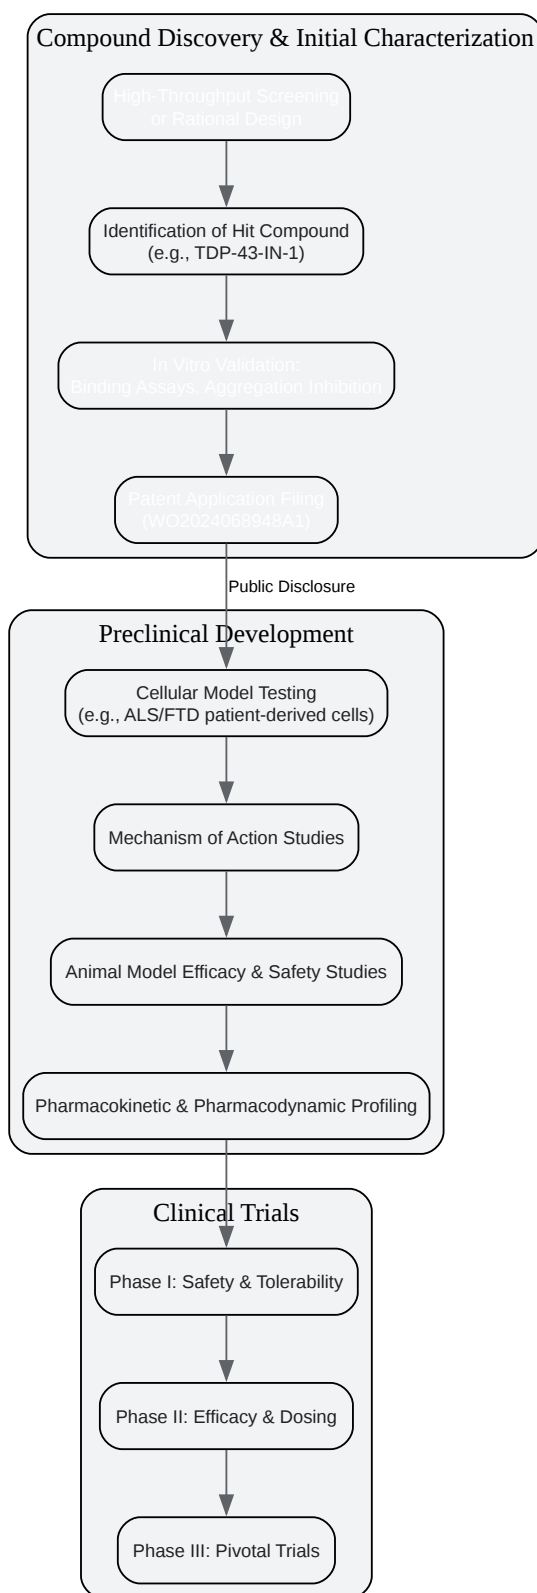 Compound Discovery & Initial Characterization
High-Throughput Screening
or Rational Design
Identification of Hit Compound
(e.g., TDP-43-IN-1)
In Vitro Validation:
Binding Assays, Aggregation Inhibition
Patent Application Filing
(WO2024068948A1)
Public Disclosure
Preclinical Development
Cellular Model Testing
(e.g., ALS/FTD patient-derived cells)
Mechanism of Action Studies
Animal Model Efficacy & Safety Studies
Pharmacokinetic & Pharmacodynamic Profiling
Clinical Trials
Phase I: Safety & Tolerability
Phase II: Efficacy & Dosing
Phase III: Pivotal Trials